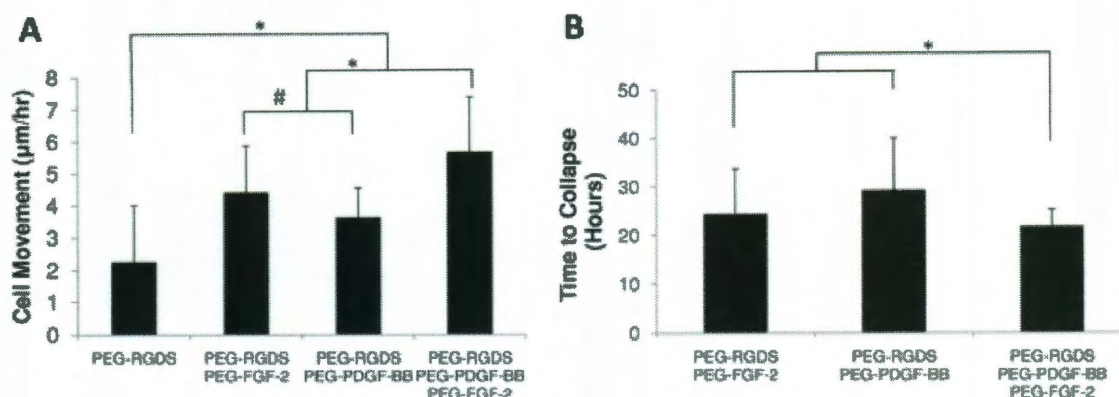 A
*
*
#
8
7
6
5
4
3
2
1
0
Cell Movement (µm/hr)
PEG-RGDS
PEG-RGDS
PEG-FGF-2
PEG-RGDS
PEG-PDGF-BB
PEG-RGDS
PEG-PDGF-BB
PEG-FGF-2
B
*
50
40
30
20
10
0
Time to Collapse
(Hours)
PEG-RGDS
PEG-FGF-2
PEG-RGDS
PEG-PDGF-BB
PEG-RGDS
PEG-PDGF-BB
PEG-FGF-2